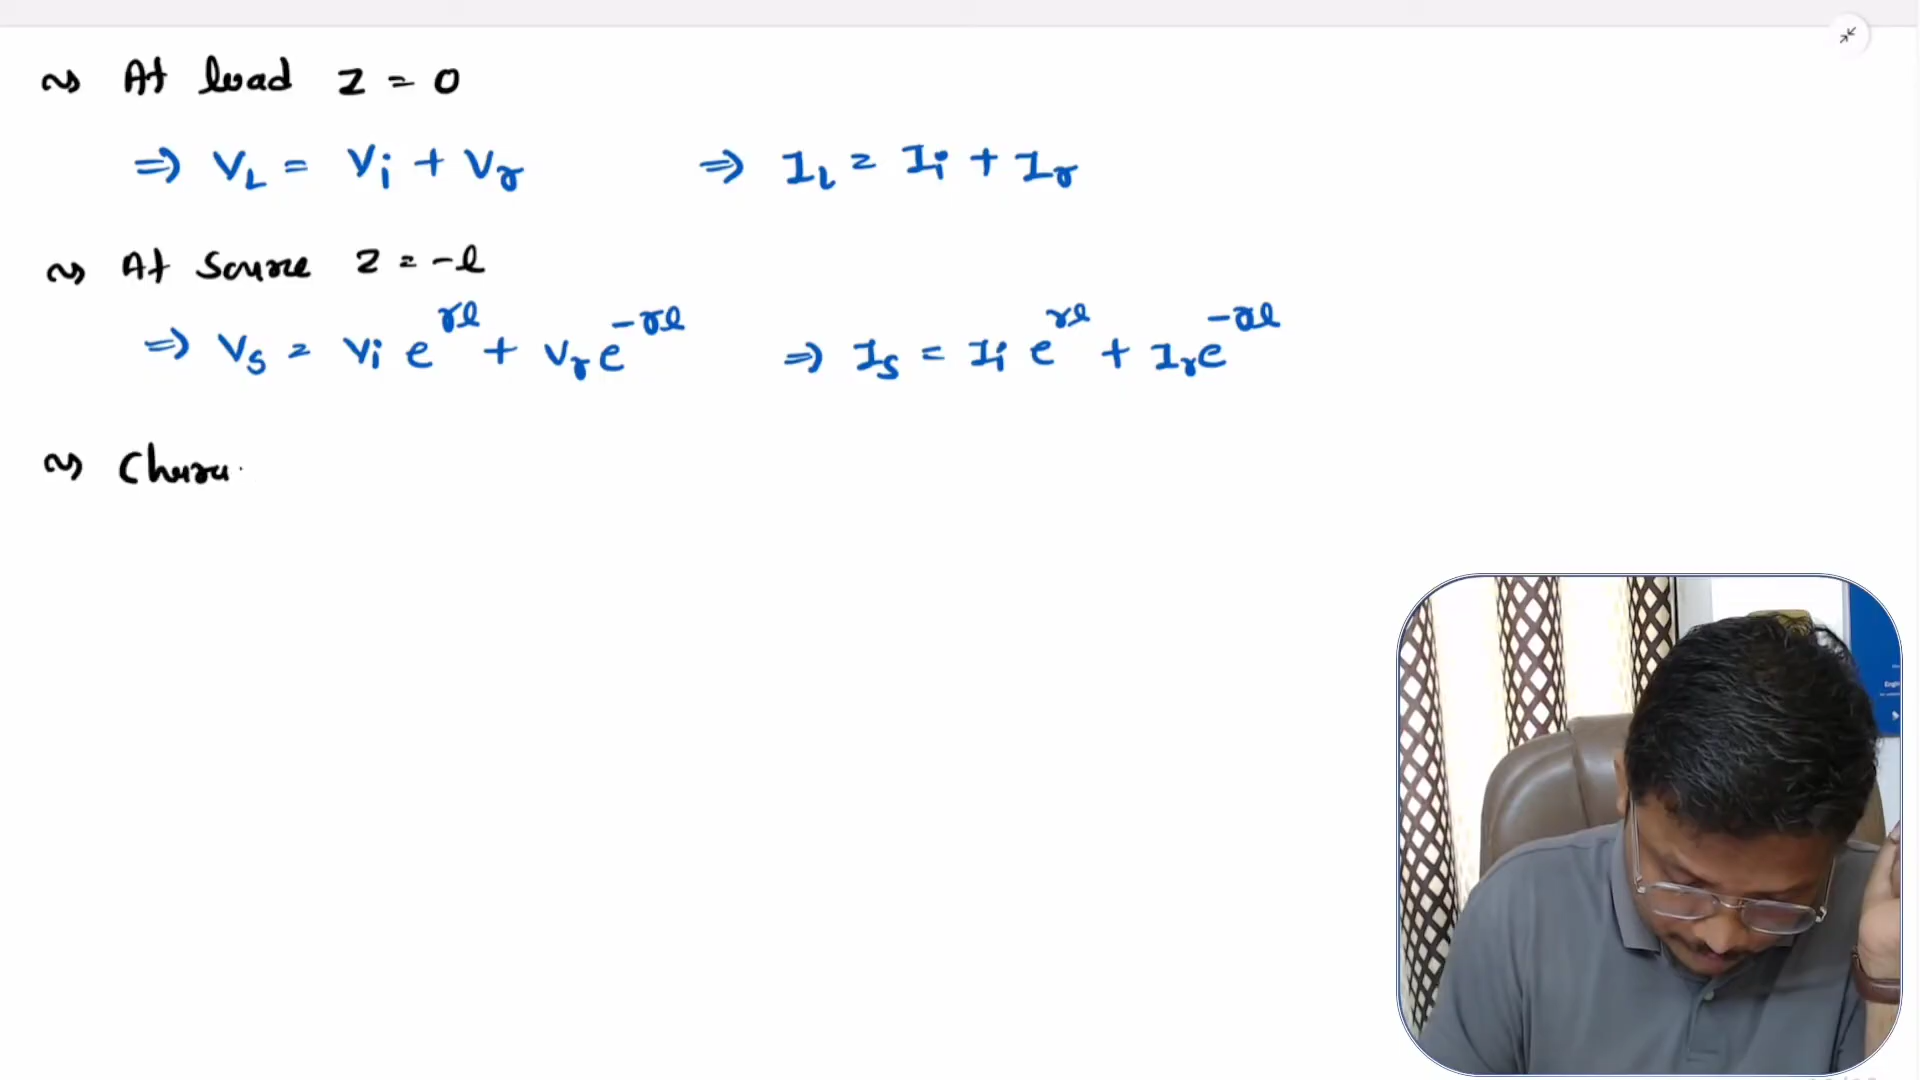 ~> At load z = 0
⇒ V_L = V_i + V_r ⇒ I_L = I_i + I_r
~> At Source z = -l
⇒ V_S = V_i e^{γl} + V_r e^{-γl} ⇒ I_S = I_i e^{γl} + I_r e^{-γl}
~> Chara